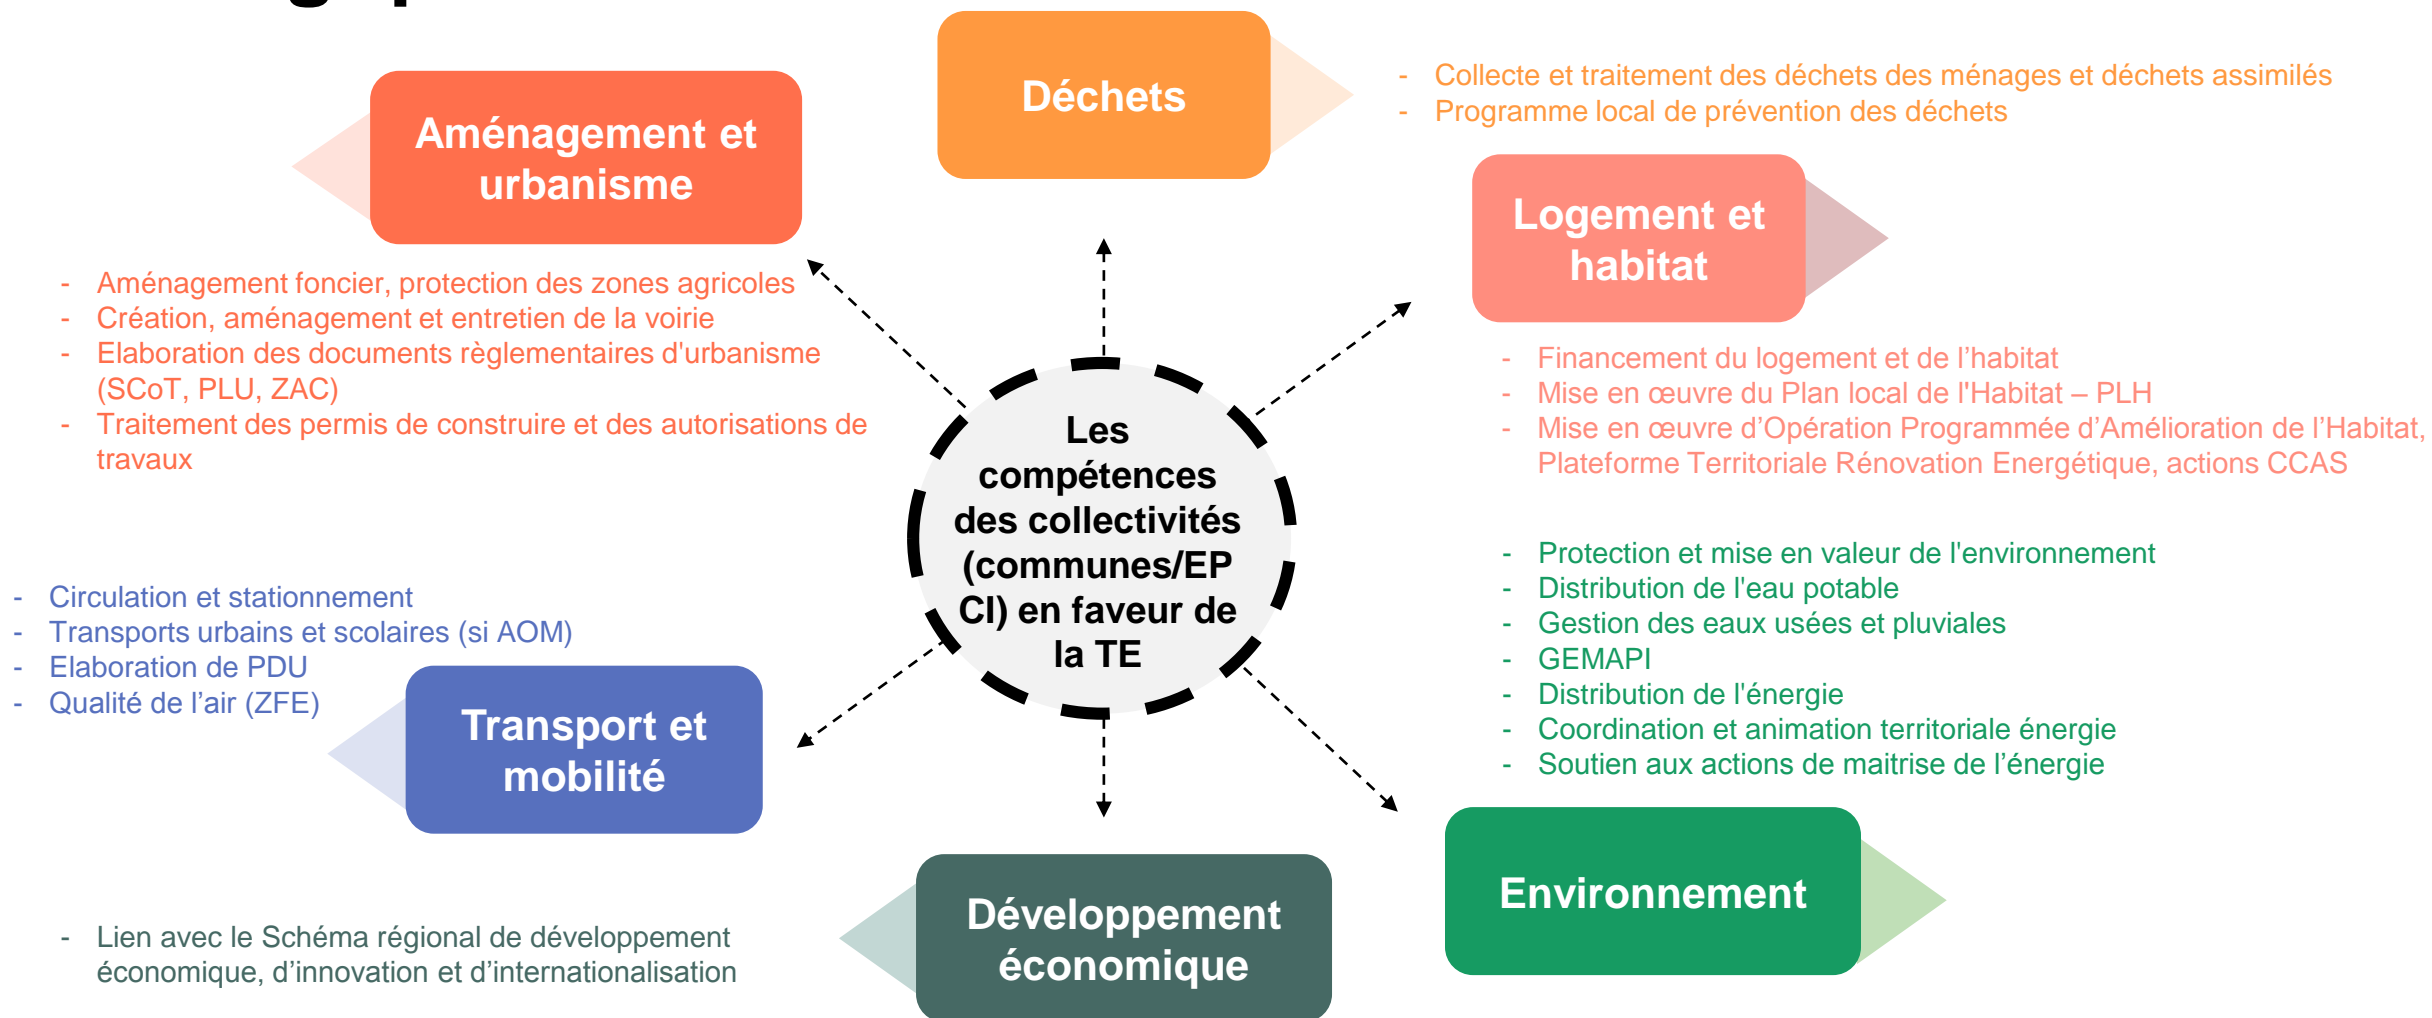 Déchets
- Collecte et traitement des déchets des ménages et déchets assimilés
- Programme local de prévention des déchets
Aménagement et
urbanisme
- Aménagement foncier, protection des zones agricoles
- Création, aménagement et entretien de la voirie
- Elaboration des documents règlementaires d'urbanisme
(SCoT, PLU, ZAC)
- Traitement des permis de construire et des autorisations de
travaux
Logement et
habitat
- Financement du logement et de l’habitat
- Mise en œuvre du Plan local de l'Habitat – PLH
- Mise en œuvre d’Opération Programmée d’Amélioration de l’Habitat,
Plateforme Territoriale Rénovation Energétique, actions CCAS
Les
compétences
des collectivités
(communes/EP
CI) en faveur de
la TE
- Circulation et stationnement
- Transports urbains et scolaires (si AOM)
- Elaboration de PDU
- Qualité de l’air (ZFE)
Transport et
mobilité
- Protection et mise en valeur de l'environnement
- Distribution de l'eau potable
- Gestion des eaux usées et pluviales
- GEMAPI
- Distribution de l'énergie
- Coordination et animation territoriale énergie
- Soutien aux actions de maitrise de l’énergie
Environnement
Développement
économique
- Lien avec le Schéma régional de développement
économique, d’innovation et d’internationalisation